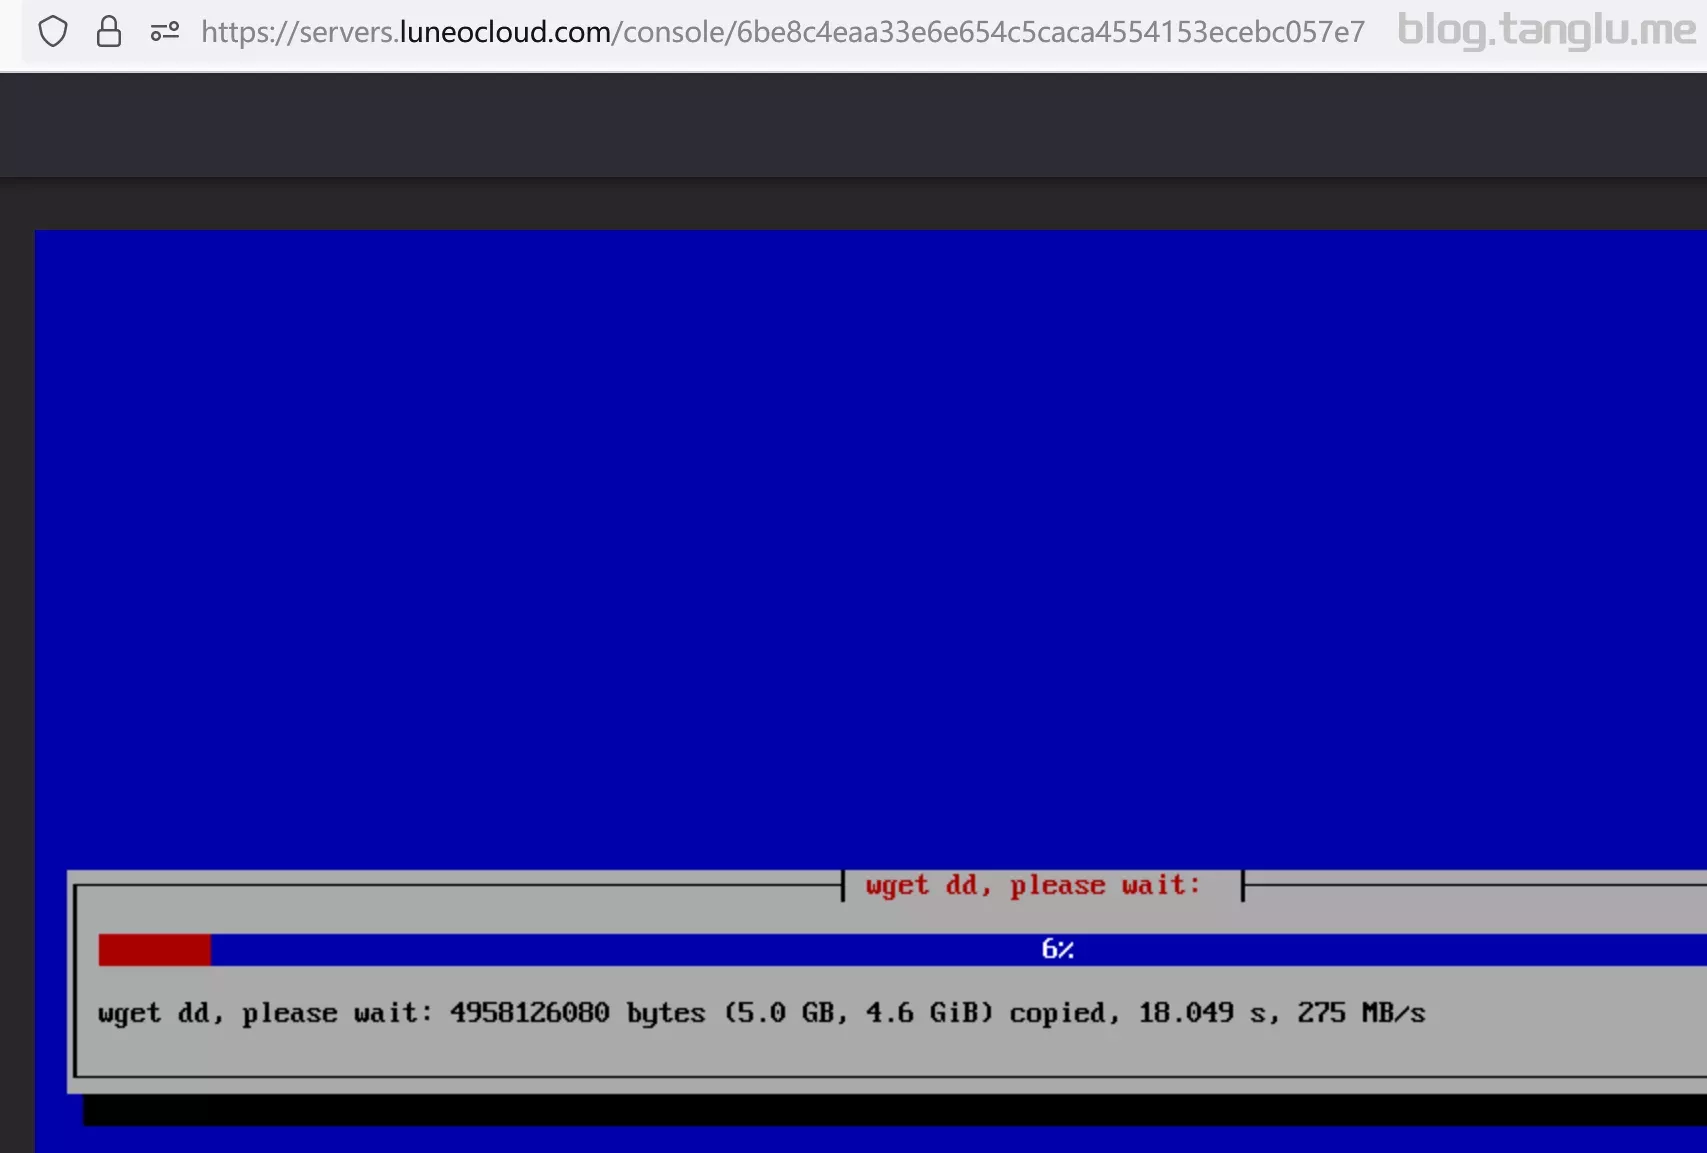 https://servers.luneocloud.com/console/6be8c4eaa33e6e654c5caca4554153ecebc057e7
blog.tanglu.me
wget dd, please wait:
6%
wget dd, please wait: 4958126080 bytes (5.0 GB, 4.6 GiB) copied, 18.049 s, 275 MB/s